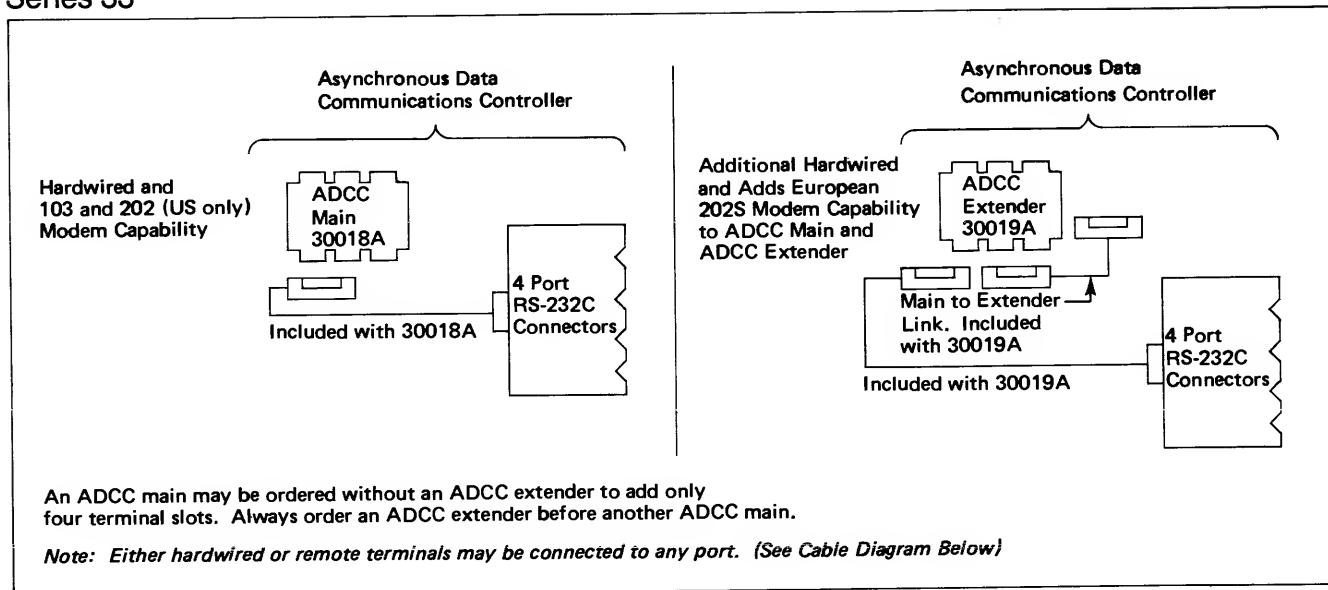 Series 33
Asynchronous Data
Communications Controller
Hardwired and
103 and 202 (US only)
Modem Capability
ADCC
Main
30018A
4 Port
RS-232C
Connectors
Included with 30018A
Asynchronous Data
Communications Controller
Additional Hardwired
and Adds European
202S Modem Capability
to ADCC Main and
ADCC Extender
ADCC
Extender
30019A
Main to Extender
Link. Included
with 30019A
4 Port
RS-232C
Connectors
Included with 30019A
An ADCC main may be ordered without an ADCC extender to add only
four terminal slots. Always order an ADCC extender before another ADCC main.
Note: Either hardwired or remote terminals may be connected to any port. (See Cable Diagram Below)